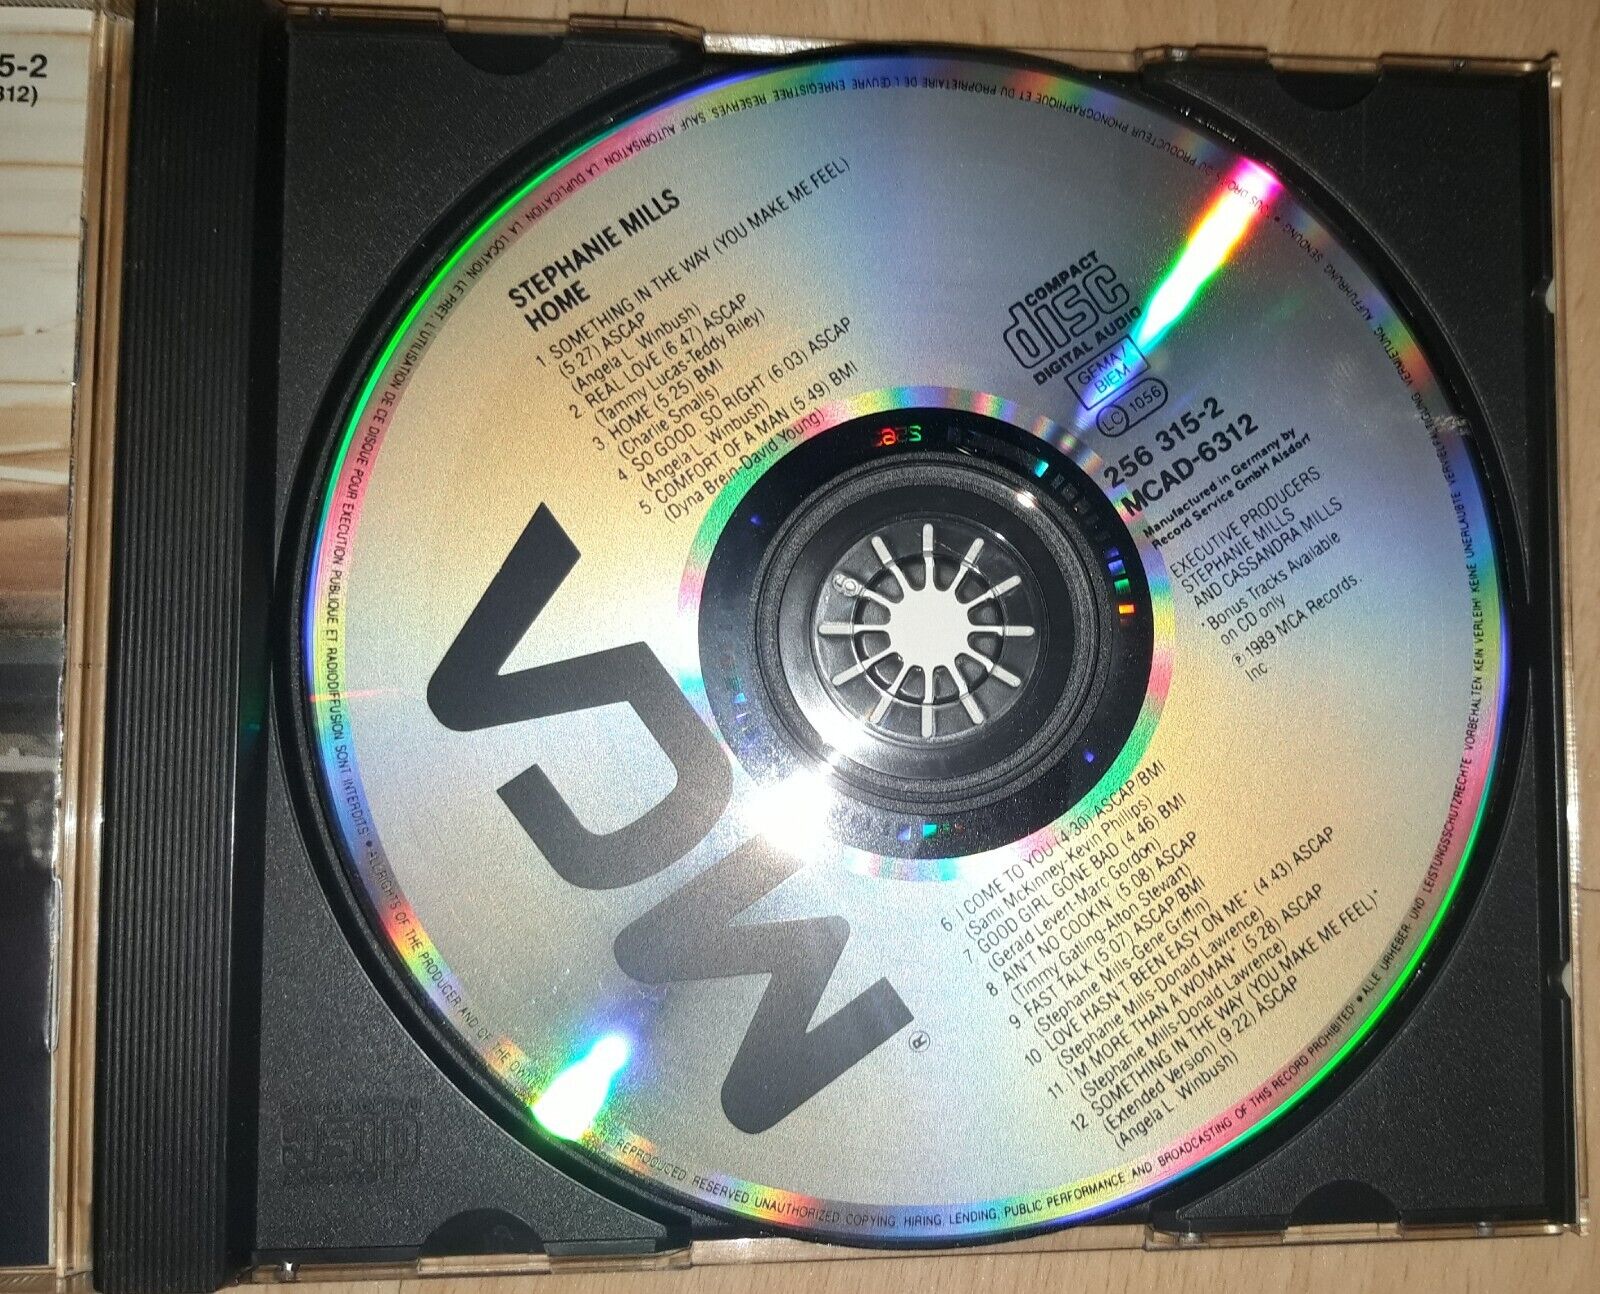 5-2
312)
STEPHANIE MILLS
HOME
1. SOMETHING IN THE WAY (YOU MAKE ME FEEL)
(5:27) ASCAP
(Angela L. Winbush)
2. REAL LOVE (6:47) ASCAP
(Tammy Lucas-Teddy Riley)
3. HOME (5:25) BMI
(Charlie Smalls)
4. SO GOOD, SO RIGHT (6:03) ASCAP
(Angela L. Winbush)
5. COMFORT OF A MAN (5:49) BMI
(Dyna Brein-David Young)
COMPACT
disc
DIGITAL AUDIO
GEMA/
BIEM
LC 1056
256 315-2
MCAD-6312
Manufactured in Germany by
Record Service GmbH Alsdorf
EXECUTIVE PRODUCERS
STEPHANIE MILLS
AND CASSANDRA MILLS
*Bonus Tracks Available
on CD only
℗ 1989 MCA Records.
Inc
6. I COME TO YOU (4:30) ASCAP/BMI
(Sami McKinney-Kevin Phillips)
7. GOOD GIRL GONE BAD (4:46) BMI
(Gerald Levert-Marc Gordon)
8. AIN'T NO COOKIN' (5:08) ASCAP
(Timmy Gatling-Alton Stewart)
9. FAST TALK (5:07) ASCAP/BMI
(Stephanie Mills-Gene Griffin)
10. LOVE HASN'T BEEN EASY ON ME* (4:43) ASCAP
(Stephanie Mills-Donald Lawrence)
11. I'M MORE THAN A WOMAN* (5:28) ASCAP
(Stephanie Mills-Donald Lawrence)
12. SOMETHING IN THE WAY (YOU MAKE ME FEEL)*
(Extended Version) (9:22) ASCAP
(Angela L. Winbush)
MCA ®
TOUS DROITS DU PRODUCTEUR PHONOGRAPHIQUE ET DU PROPRIETAIRE DE L'ŒUVRE ENREGISTREE RESERVES. SAUF AUTORISATION LA DUPLICATION, LA LOCATION, LE PRET, L'UTILISATION DE CE DISQUE POUR EXECUTION PUBLIQUE ET RADIODIFFUSION SONT INTERDITS • ALL RIGHTS OF THE PRODUCER AND OF THE REPRODUCED RESERVED UNAUTHORIZED COPYING, HIRING, LENDING, PUBLIC PERFORMANCE AND BROADCASTING OF THIS RECORD PROHIBITED • ALLE URHEBER- UND LEISTUNGSSCHUTZRECHTE VORBEHALTEN KEIN VERLEIH! KEINE UNERLAUBTE VERVIELFÄLTIGUNG, VERMIETUNG, AUFFÜHRUNG, SENDUNG!